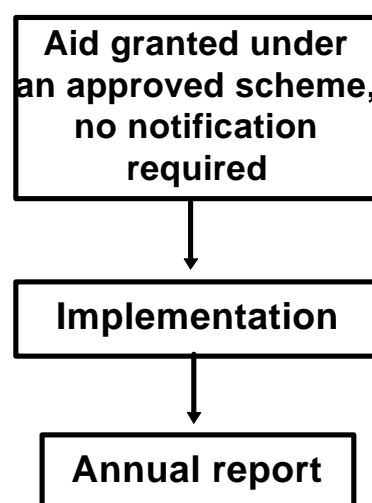 Aid granted under
an approved scheme,
no notification
required
Implementation
Annual report